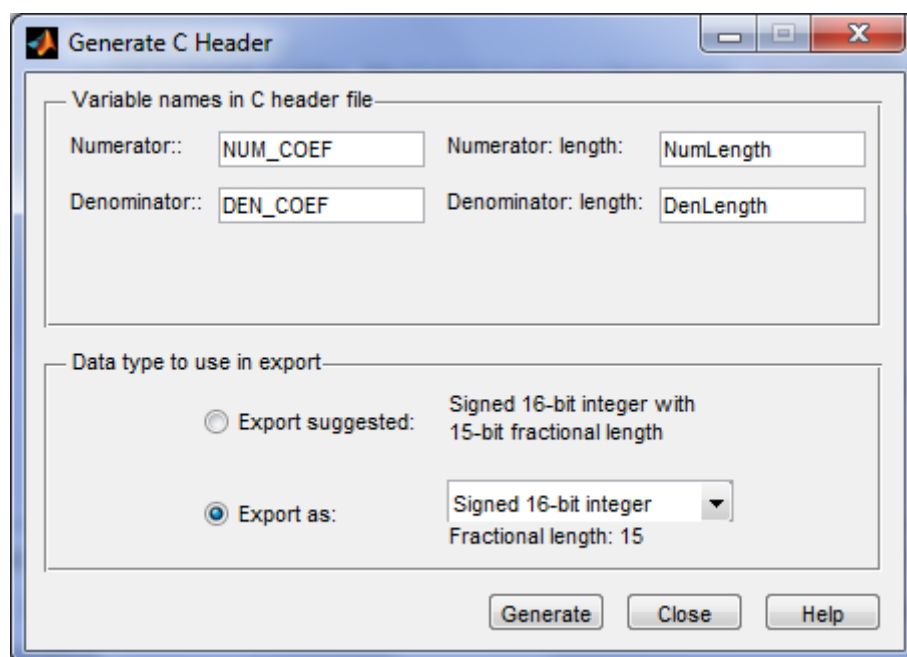 Generate C Header
Variable names in C header file
Numerator:: NUM_COEF Numerator: length: NumLength
Denominator:: DEN_COEF Denominator: length: DenLength
Data type to use in export
Export suggested: Signed 16-bit integer with
15-bit fractional length
Export as: Signed 16-bit integer
Fractional length: 15
Generate Close Help